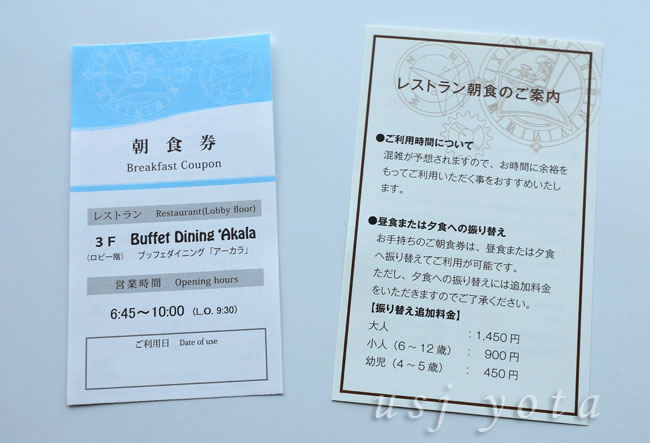 朝食券
Breakfast Coupon
レストラン Restaurant(Lobby floor)
3F Buffet Dining 'Akala
(ロビー階) ブッフェダイニング「アーカラ」
営業時間 Opening hours
6:45～10:00 (L.O. 9:30)
ご利用日 Date of use
レストラン朝食のご案内
●ご利用時間について
混雑が予想されますので、お時間に余裕を
もってご利用いただく事をおすすめいたし
ます。
●昼食または夕食への振り替え
お手持ちのご朝食券は、昼食または夕食
へ振り替えてご利用が可能です。
ただし、夕食への振り替えには追加料金
をいただきますのでご了承ください。
【振り替え追加料金】
大人 : 1,450円
小人（6～12歳） : 900円
幼児（4～5歳） : 450円
usj yota